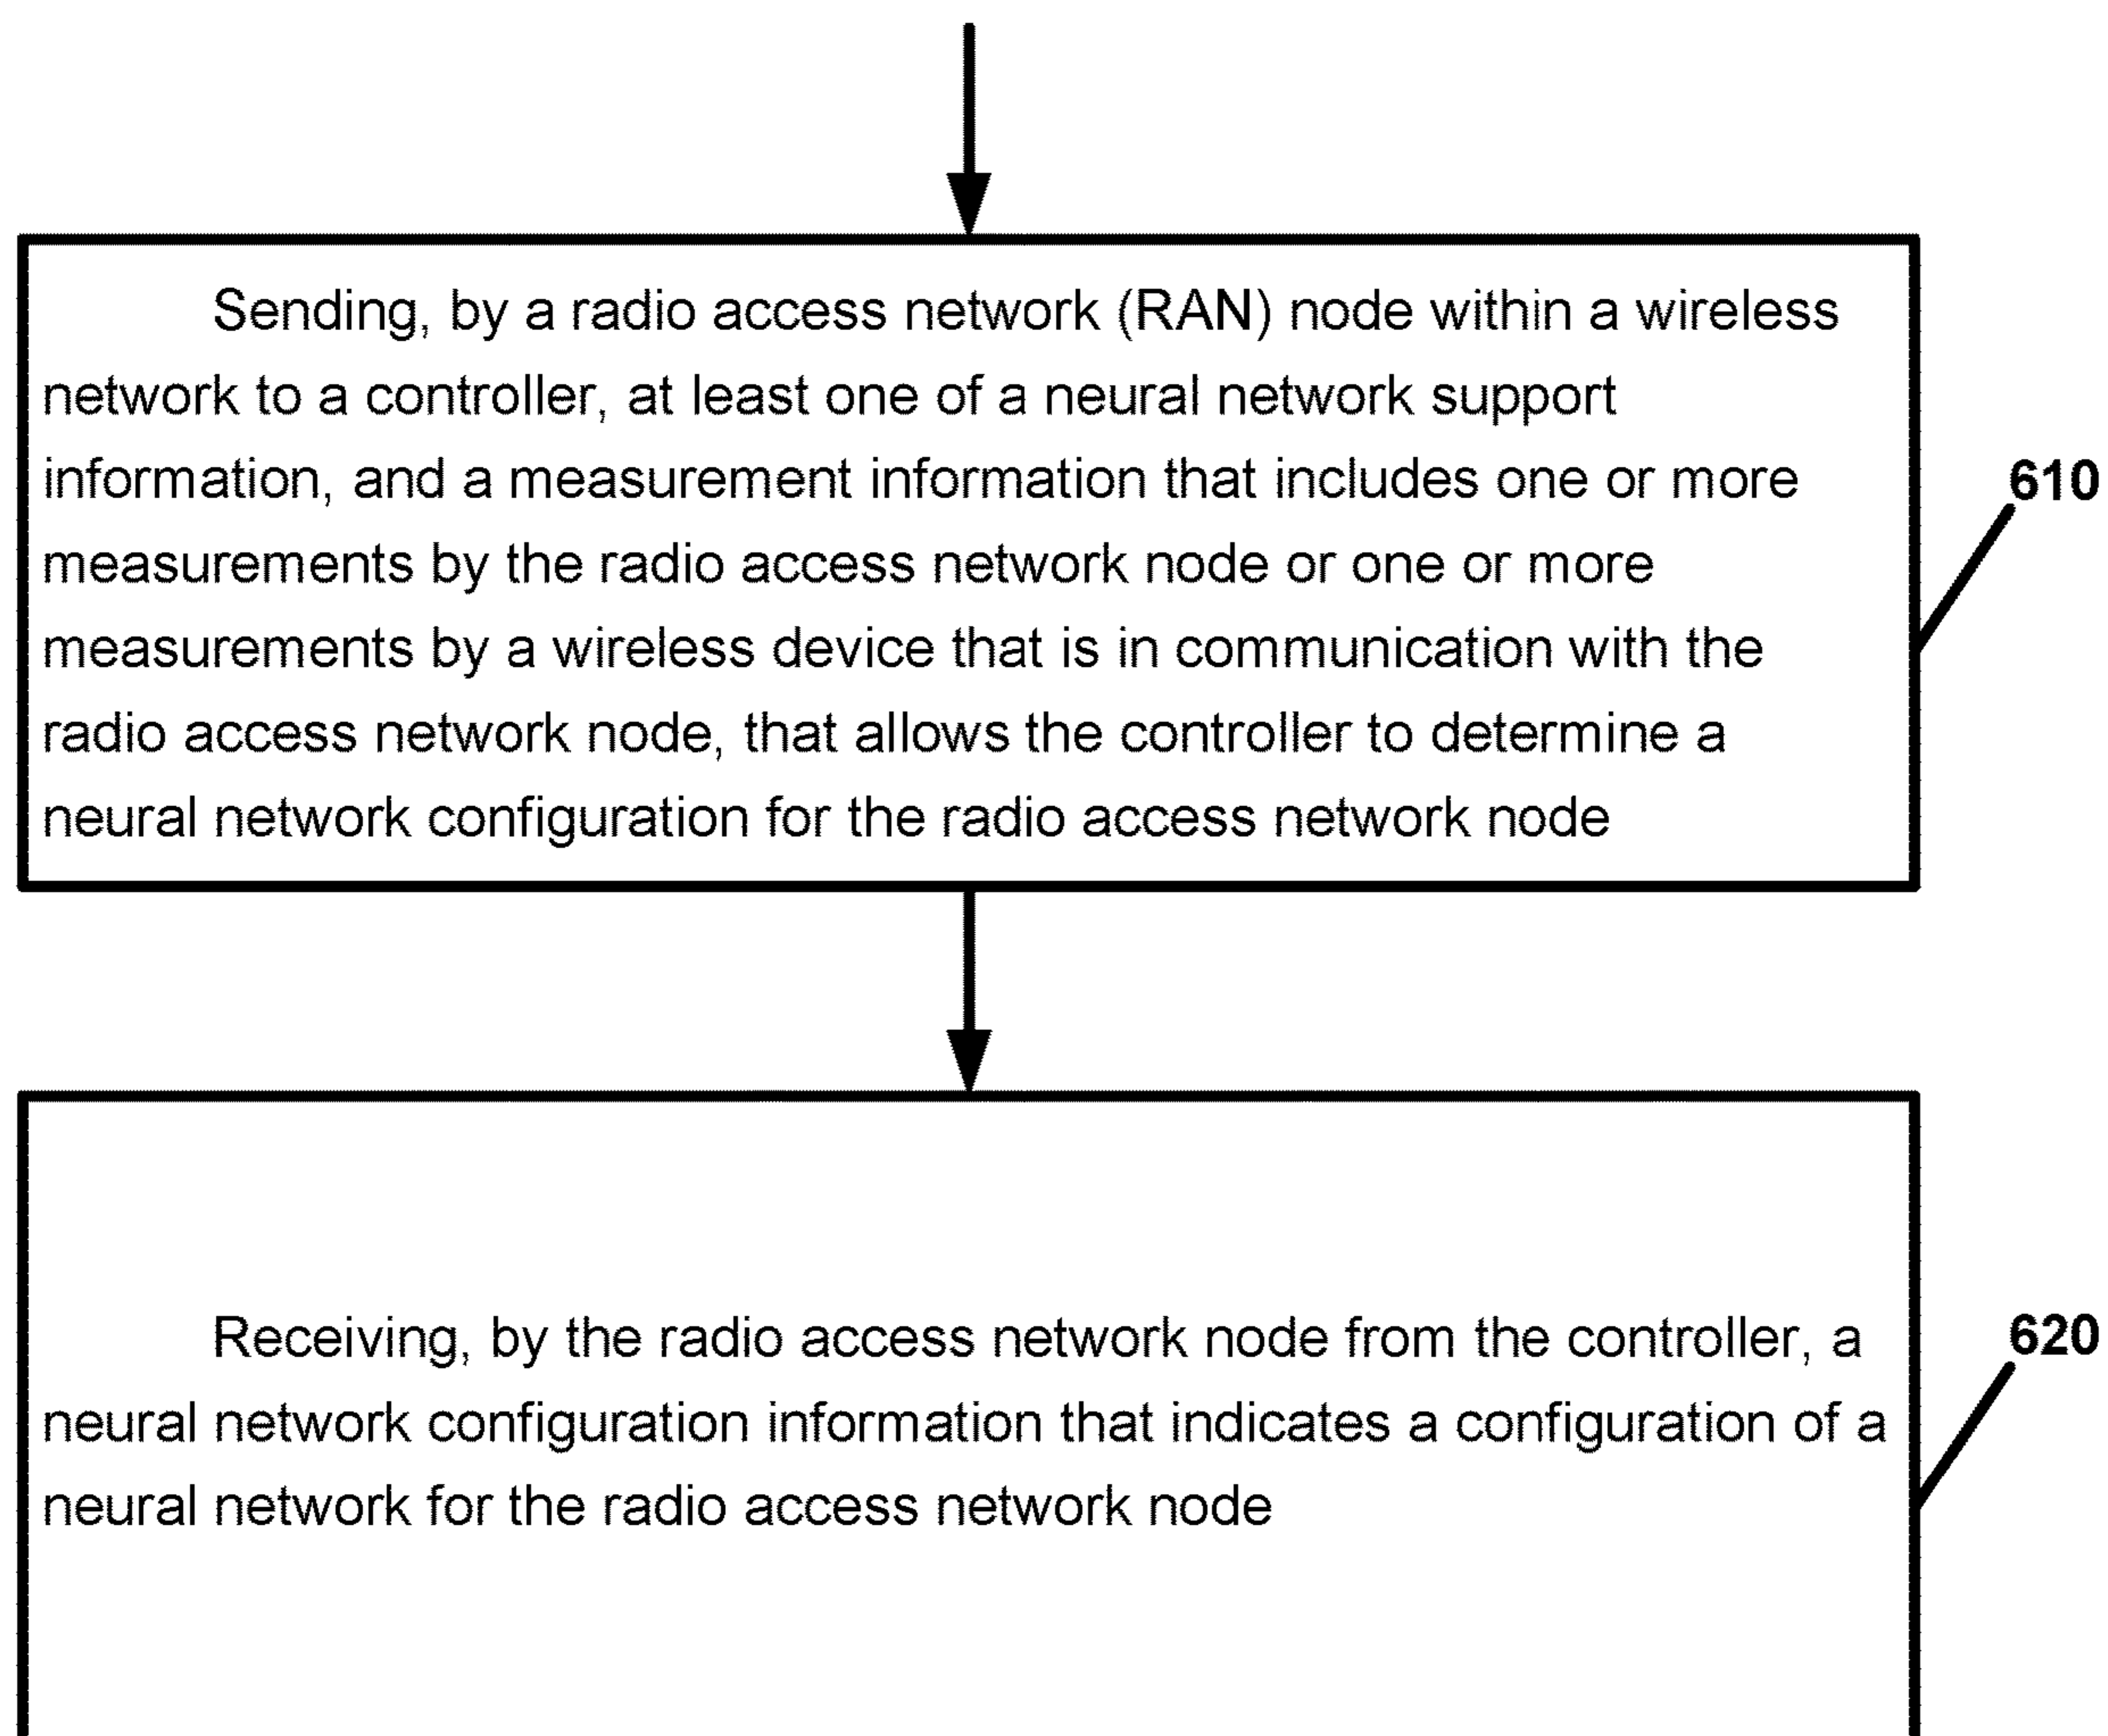 Sending, by a radio access network (RAN) node within a wireless
network to a controller, at least one of a neural network support
information, and a measurement information that includes one or more
measurements by the radio access network node or one or more
measurements by a wireless device that is in communication with the
radio access network node, that allows the controller to determine a
neural network configuration for the radio access network node
610
Receiving, by the radio access network node from the controller, a
neural network configuration information that indicates a configuration of a
neural network for the radio access network node
620